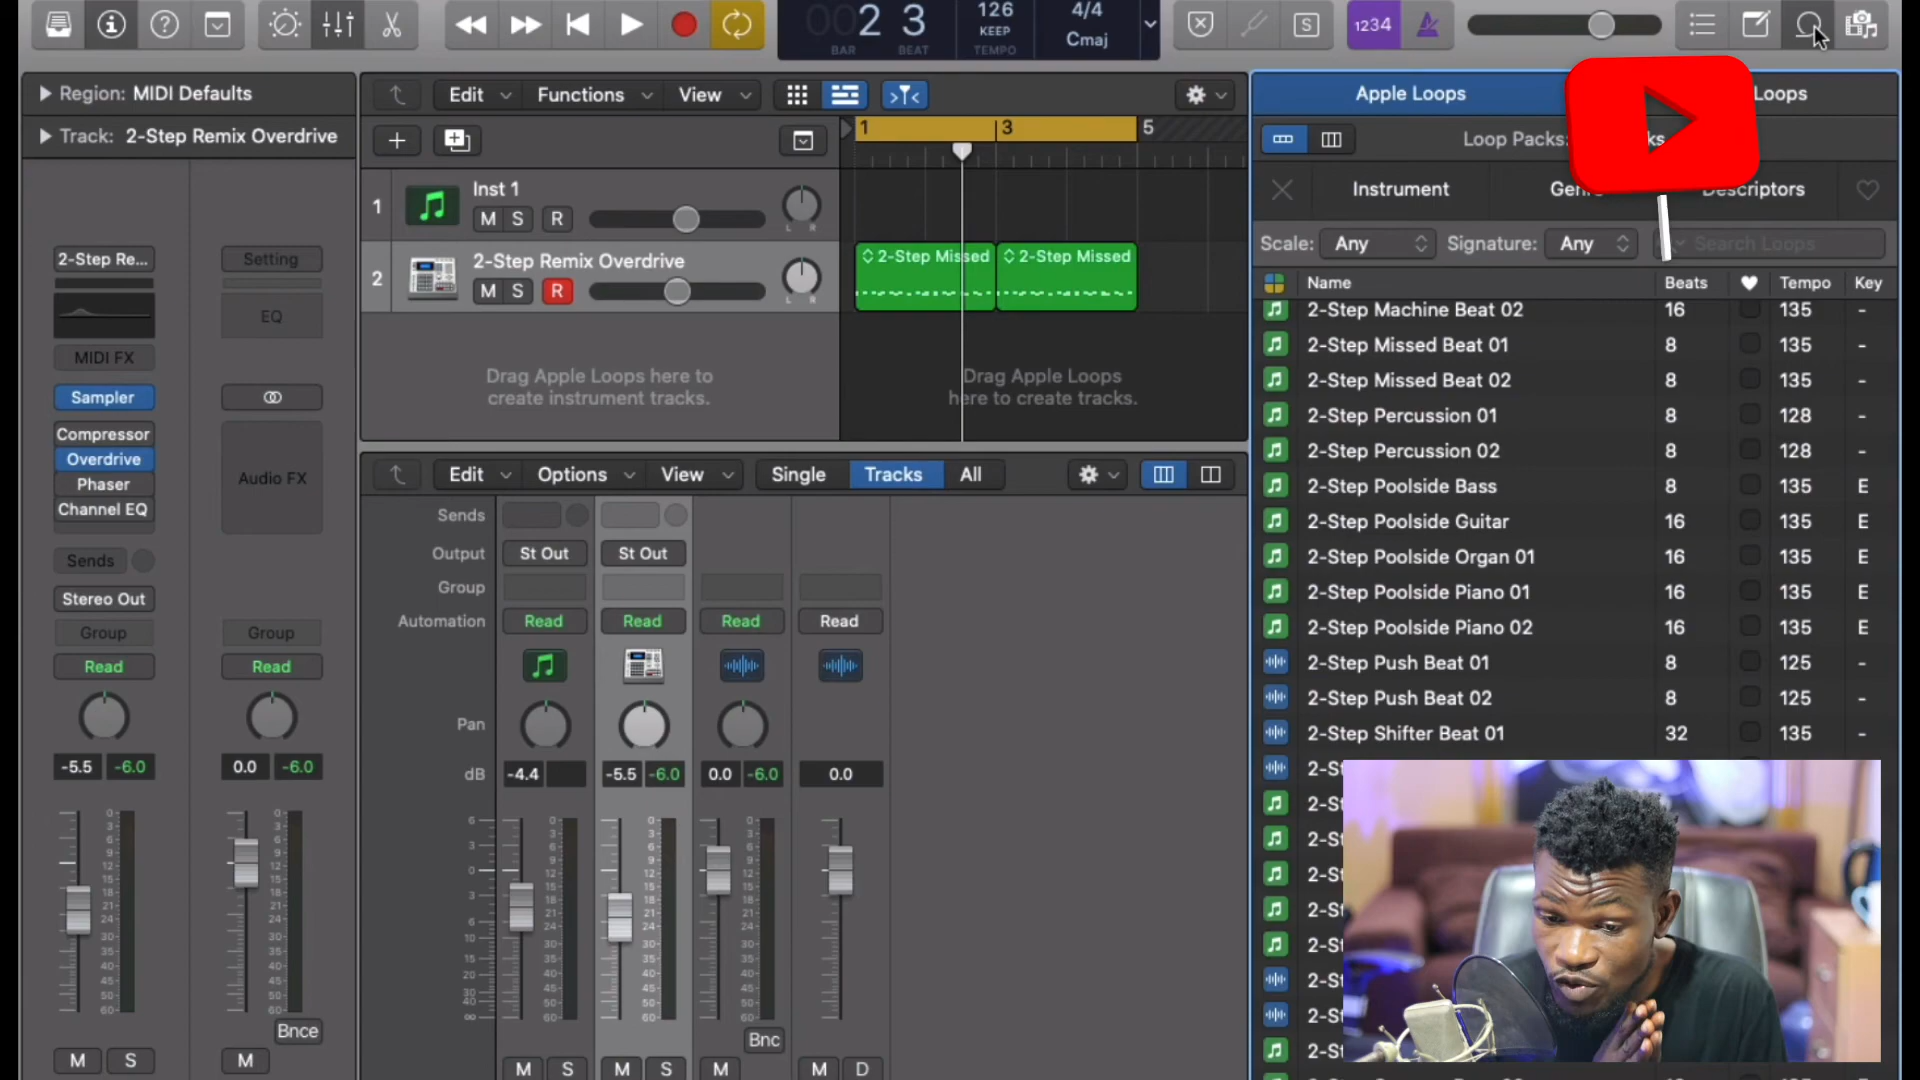 002 3
BAR BEAT
126
KEEP
TEMPO
4/4
Cmaj
S
1234
Region: MIDI Defaults
Track: 2-Step Remix Overdrive
Edit
Functions
View
1
3
5
Apple Loops
Loops
Loop Packs:
Instrument
Descriptors
Scale: Any
Signature: Any
Search Loops
Name Beats Tempo Key
2-Step Machine Beat 02 16 135 -
2-Step Missed Beat 01 8 135 -
2-Step Missed Beat 02 8 135 -
2-Step Percussion 01 8 128 -
2-Step Percussion 02 8 128 -
2-Step Poolside Bass 8 135 E
2-Step Poolside Guitar 16 135 E
2-Step Poolside Organ 01 16 135 E
2-Step Poolside Piano 01 16 135 E
2-Step Poolside Piano 02 16 135 E
2-Step Push Beat 01 8 125 -
2-Step Push Beat 02 8 125 -
2-Step Shifter Beat 01 32 135 -
1
Inst 1
M S R
L R
2
2-Step Remix Overdrive
M S R
L R
2-Step Missed
2-Step Missed
Drag Apple Loops here to
create instrument tracks.
Drag Apple Loops
here to create tracks.
2-Step Re...
MIDI FX
Sampler
Compressor
Overdrive
Phaser
Channel EQ
Sends
Stereo Out
Group
Read
-5.5 -6.0
M S
Setting
EQ
Audio FX
Group
Read
0.0 -6.0
Bnce
M
Edit
Options
View
Single
Tracks
All
Sends
Output St Out St Out
Group
Automation Read Read Read Read
Pan
dB -4.4 -5.5 -6.0 0.0 -6.0 0.0
Bnc
M S M S M M D